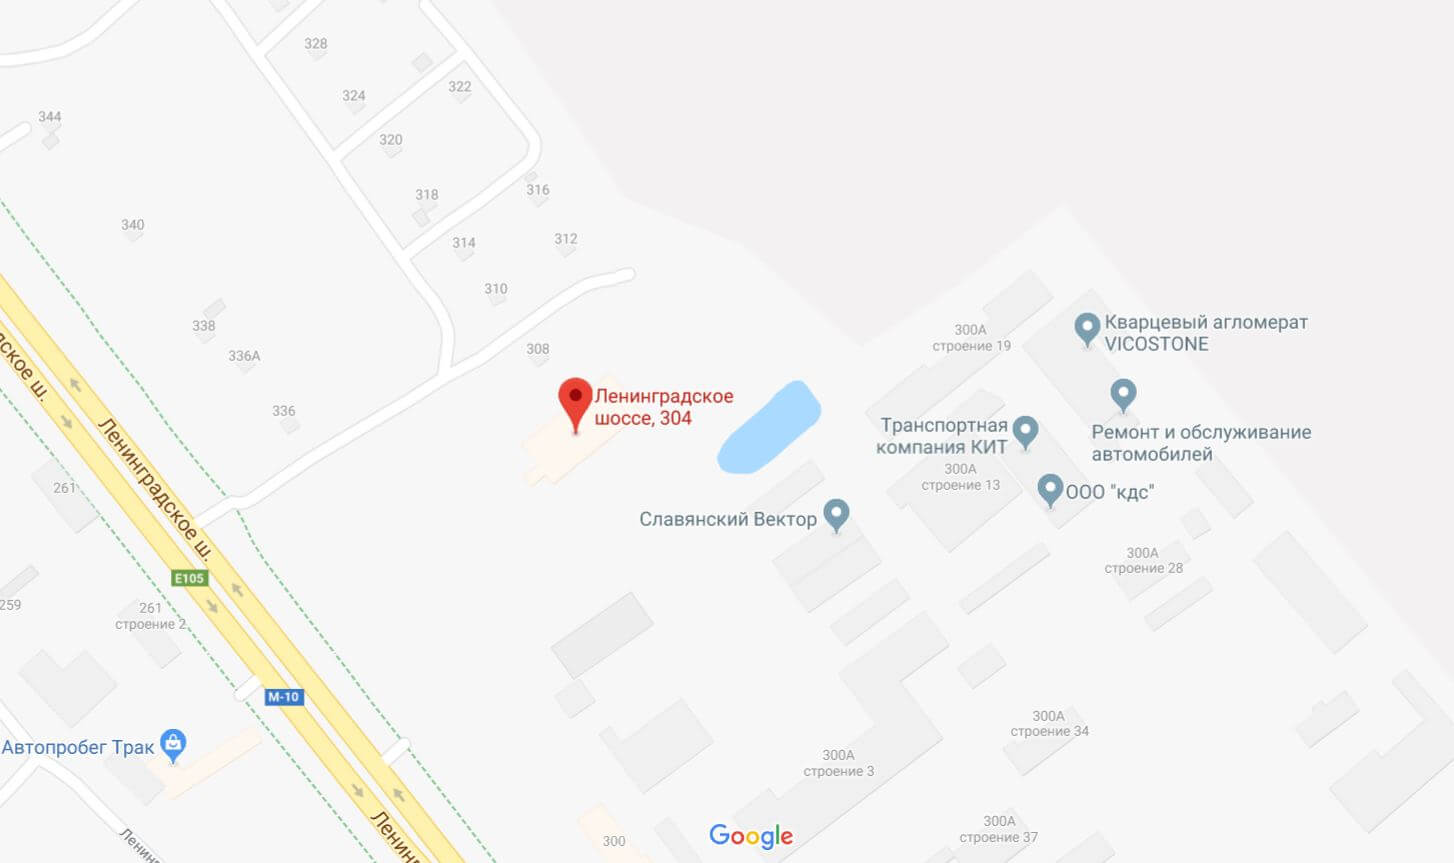 328
324
322
344
320
318
316
340
314
312
310
338
300А
строение 19
Кварцевый агломерат
VICOSTONE
336А
308
Ленинградское
шоссе, 304
336
ское ш.
Ленинградское ш.
Транспортная
компания КИТ
Ремонт и обслуживание
автомобилей
300А
строение 13
ООО "кдс"
261
Славянский Вектор
300А
строение 28
E105
259
261
строение 2
М-10
300А
строение 34
Автопробег Трак
300А
строение 3
300А
строение 37
300
Google
Ленин
Ленинг